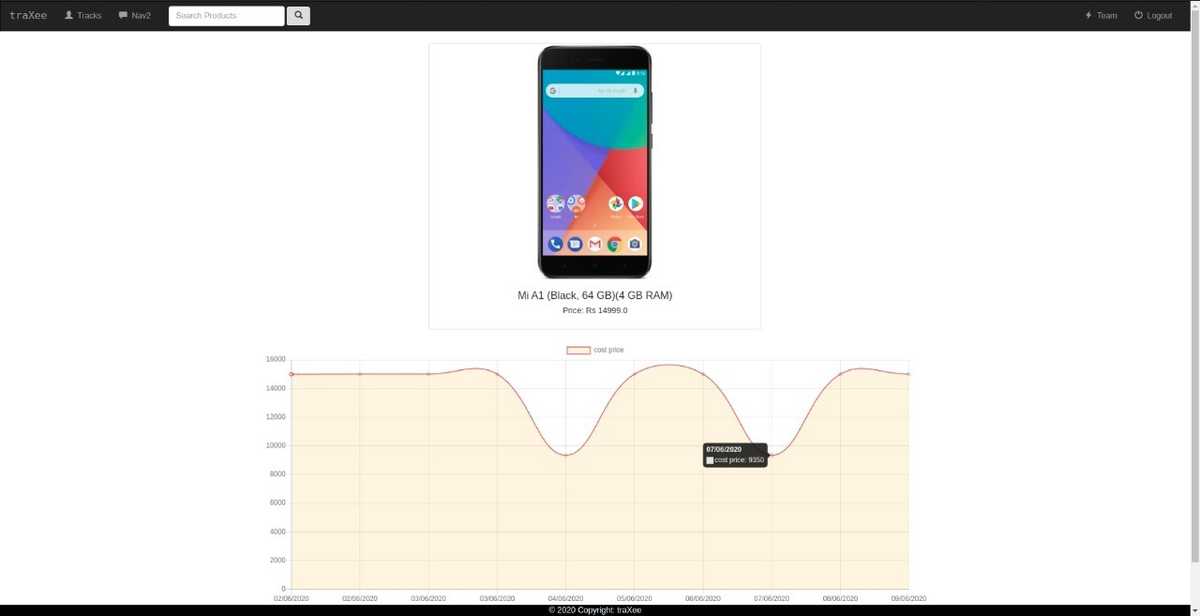 traXee Tracks Nav2 Search Products Team Logout
Mi A1 (Black, 64 GB)(4 GB RAM)
Price: Rs 14999.0
cost price
16000
14000
12000
10000
07/06/2020
cost price: 9350
8000
6000
4000
2000
0
02/06/2020 02/06/2020 03/06/2020 03/06/2020 04/06/2020 05/06/2020 06/06/2020 07/06/2020 08/06/2020 09/06/2020
© 2020 Copyright: traXee